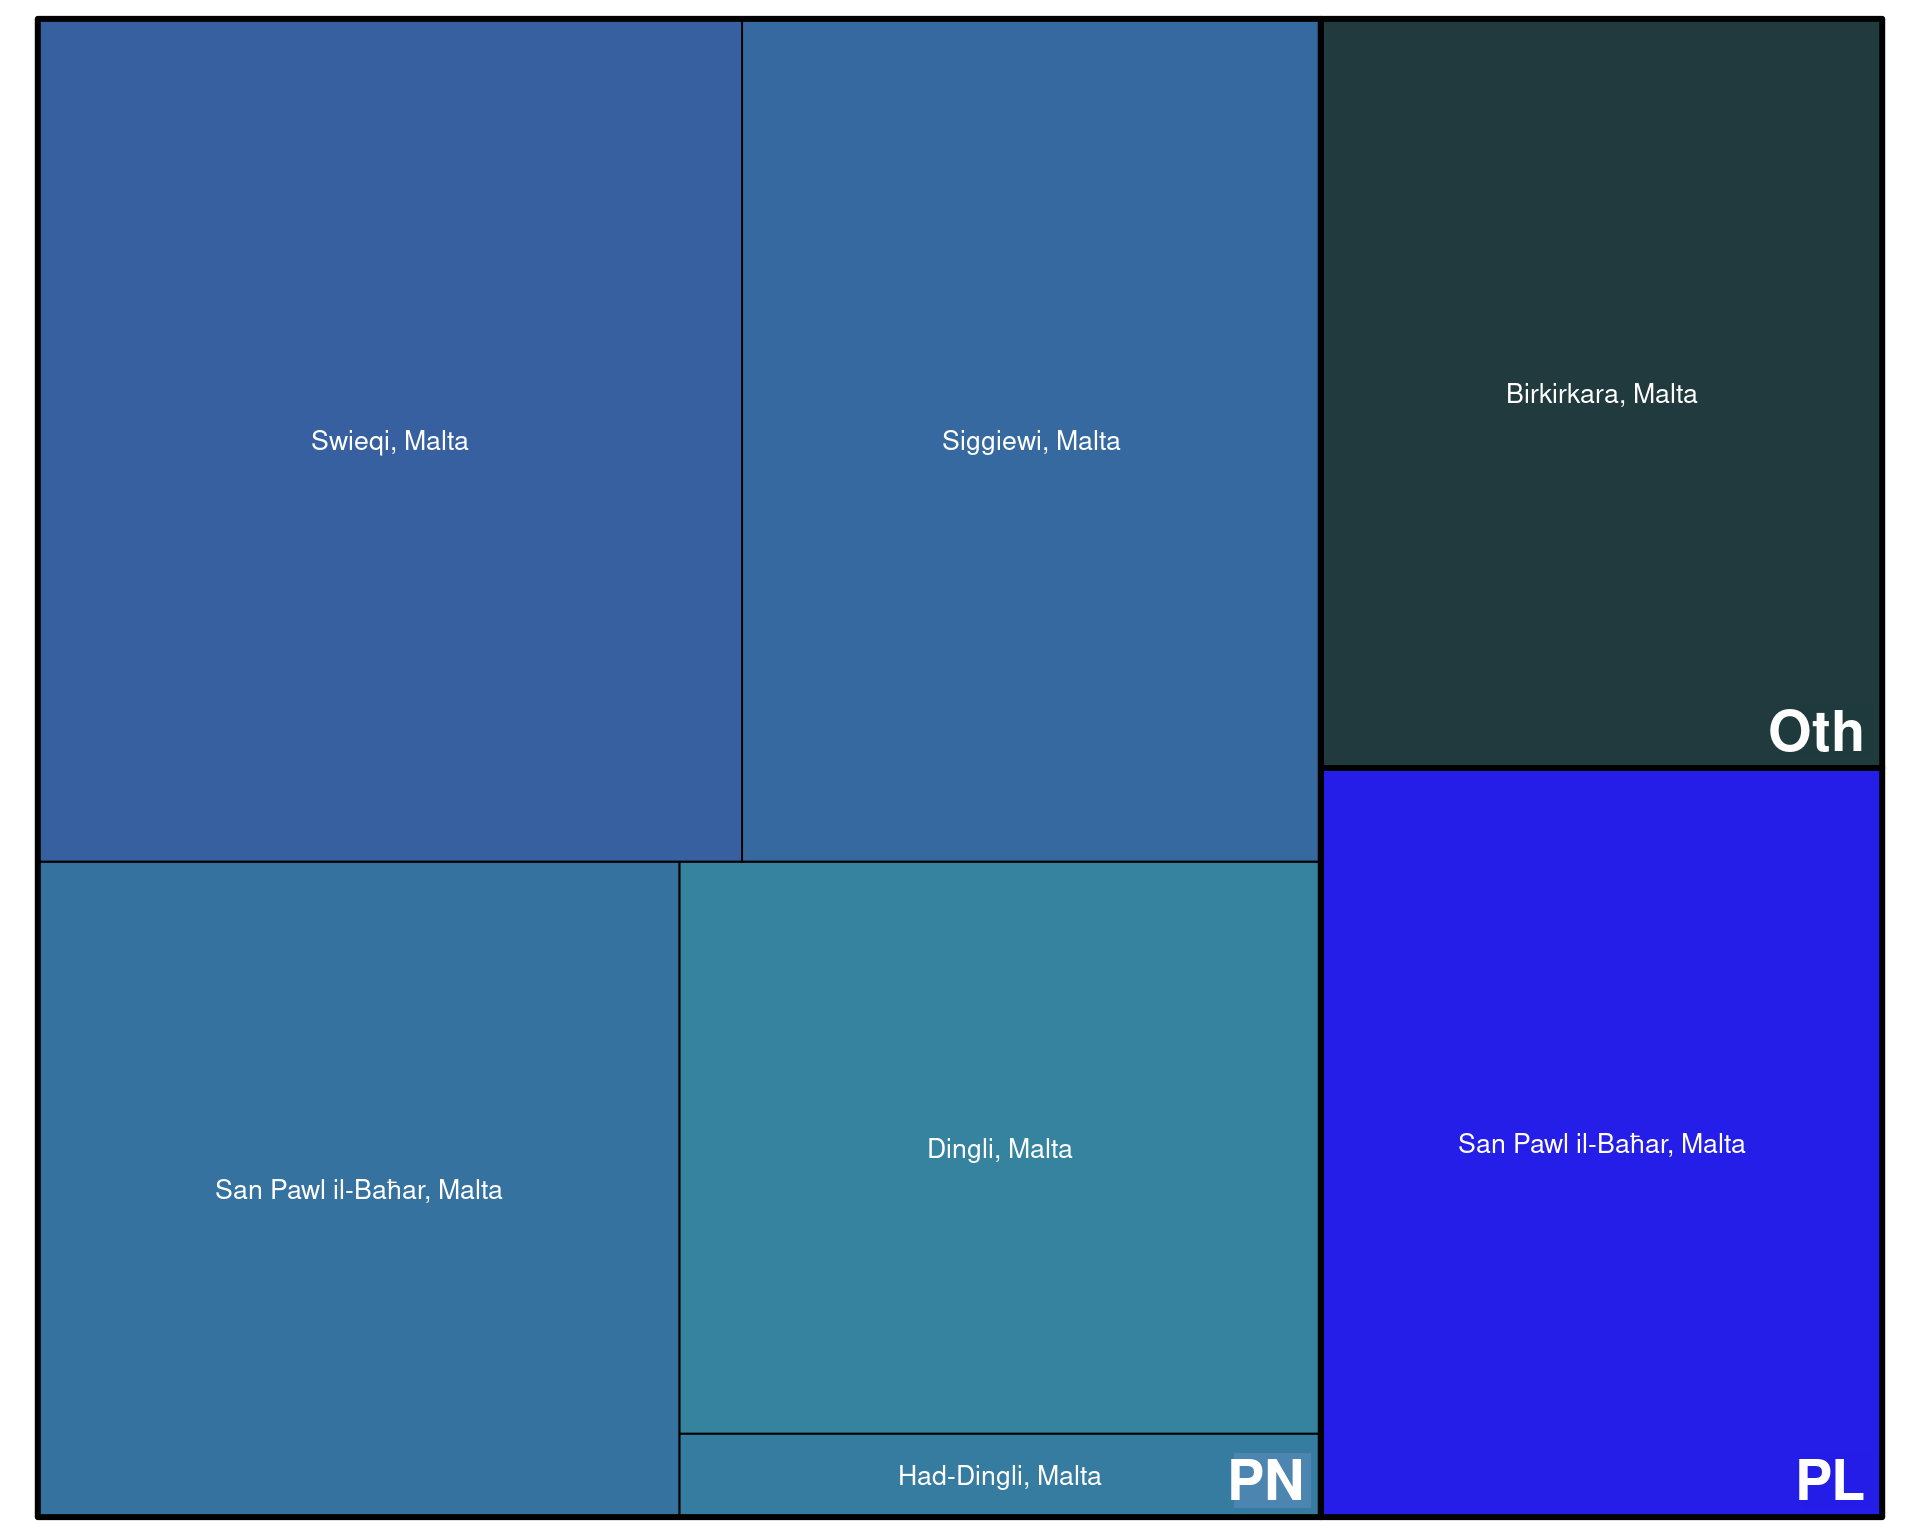 Swieqi, Malta
Siggiewi, Malta
Birkirkara, Malta
Oth
San Pawl il-Baħar, Malta
Dingli, Malta
Had-Dingli, Malta
PN
San Pawl il-Baħar, Malta
PL